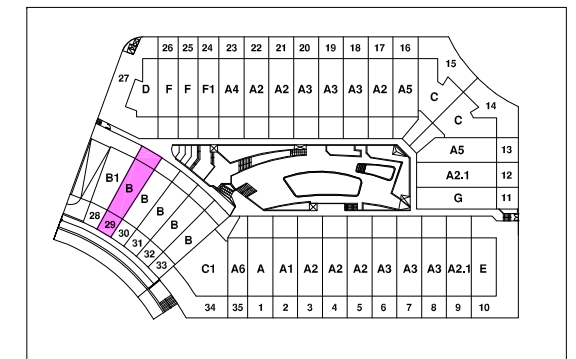 26 25 24 23 22 21 20 19 18 17 16
15
27
14
D F F F1 A4 A2 A2 A3 A3 A3 A2 A5 C
C
A5 13
A2.1 12
G 11
B1 B B B B B
28 29 30 31 32 33
C1 A6 A A1 A2 A2 A2 A3 A3 A3 A2.1 E
34 35 1 2 3 4 5 6 7 8 9 10